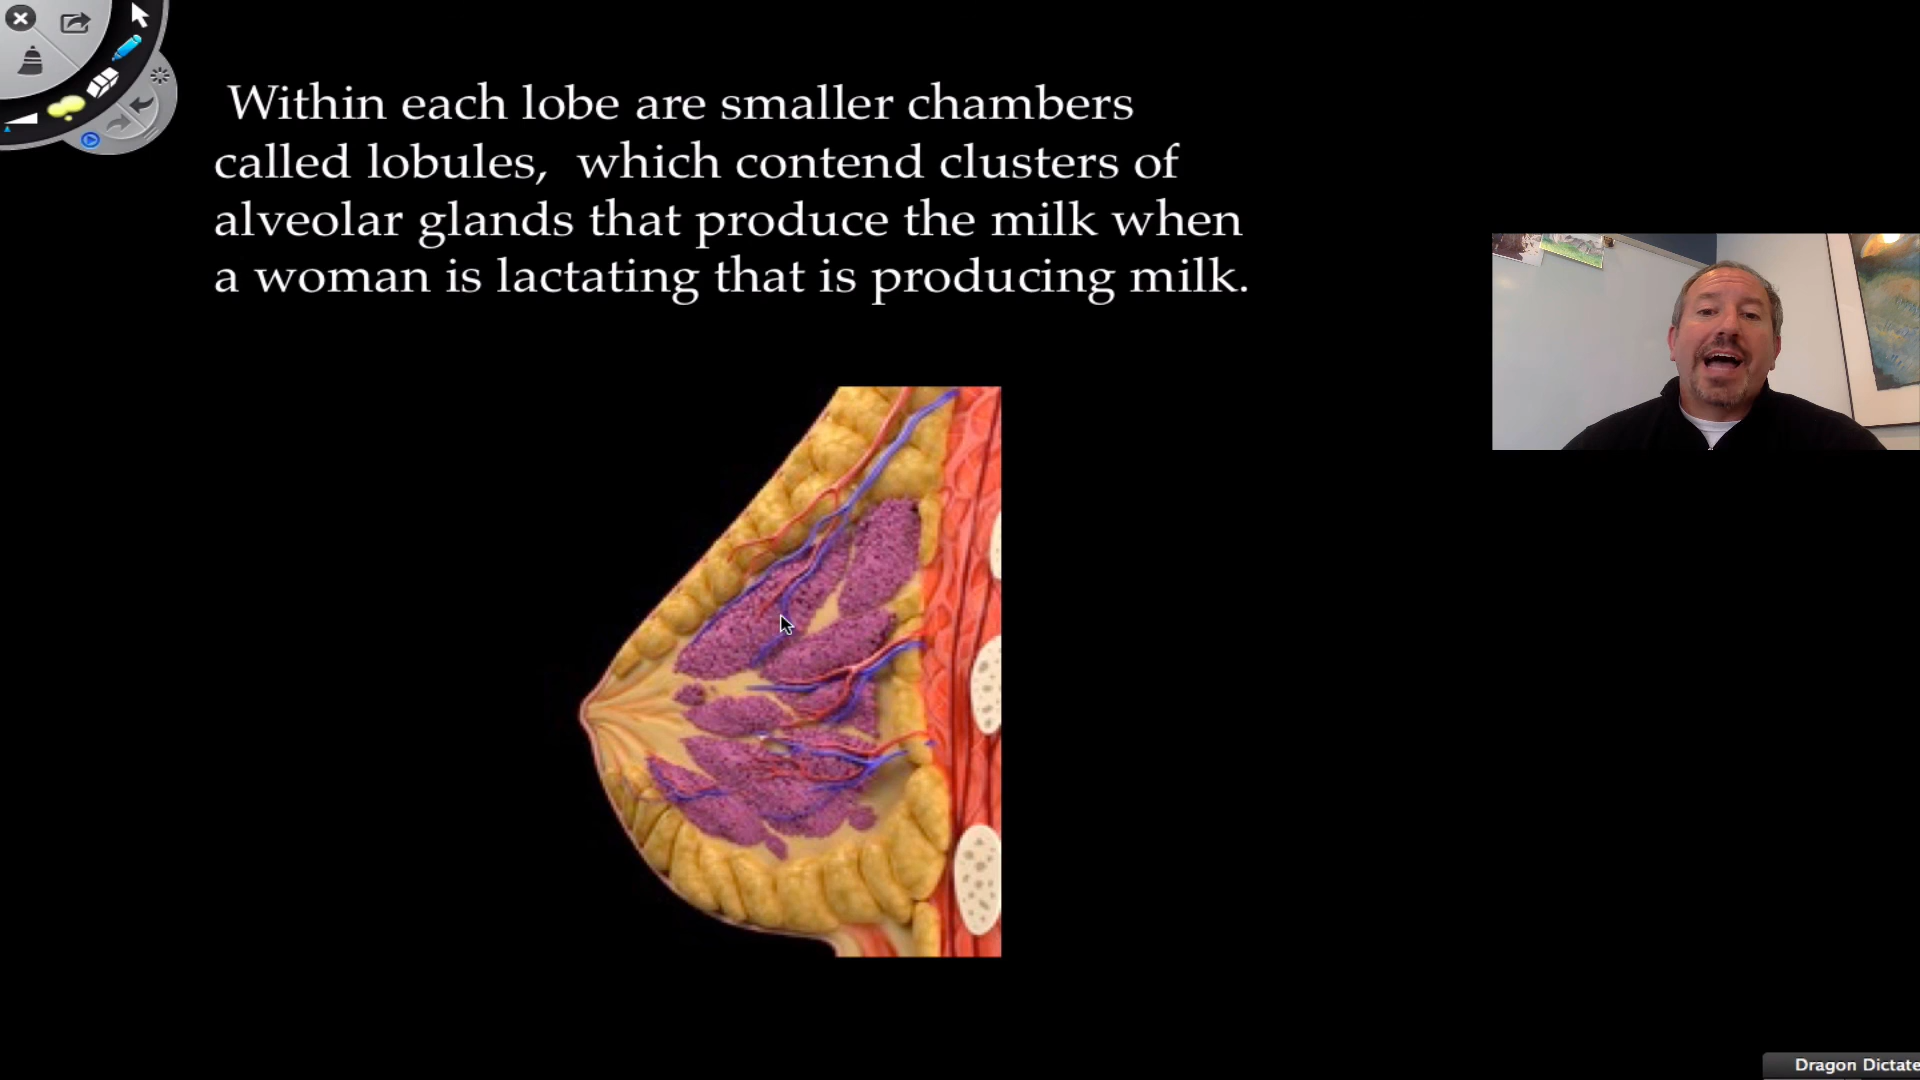 Within each lobe are smaller chambers
called lobules,  which contend clusters of
alveolar glands that produce the milk when
a woman is lactating that is producing milk.
Dragon Dictate